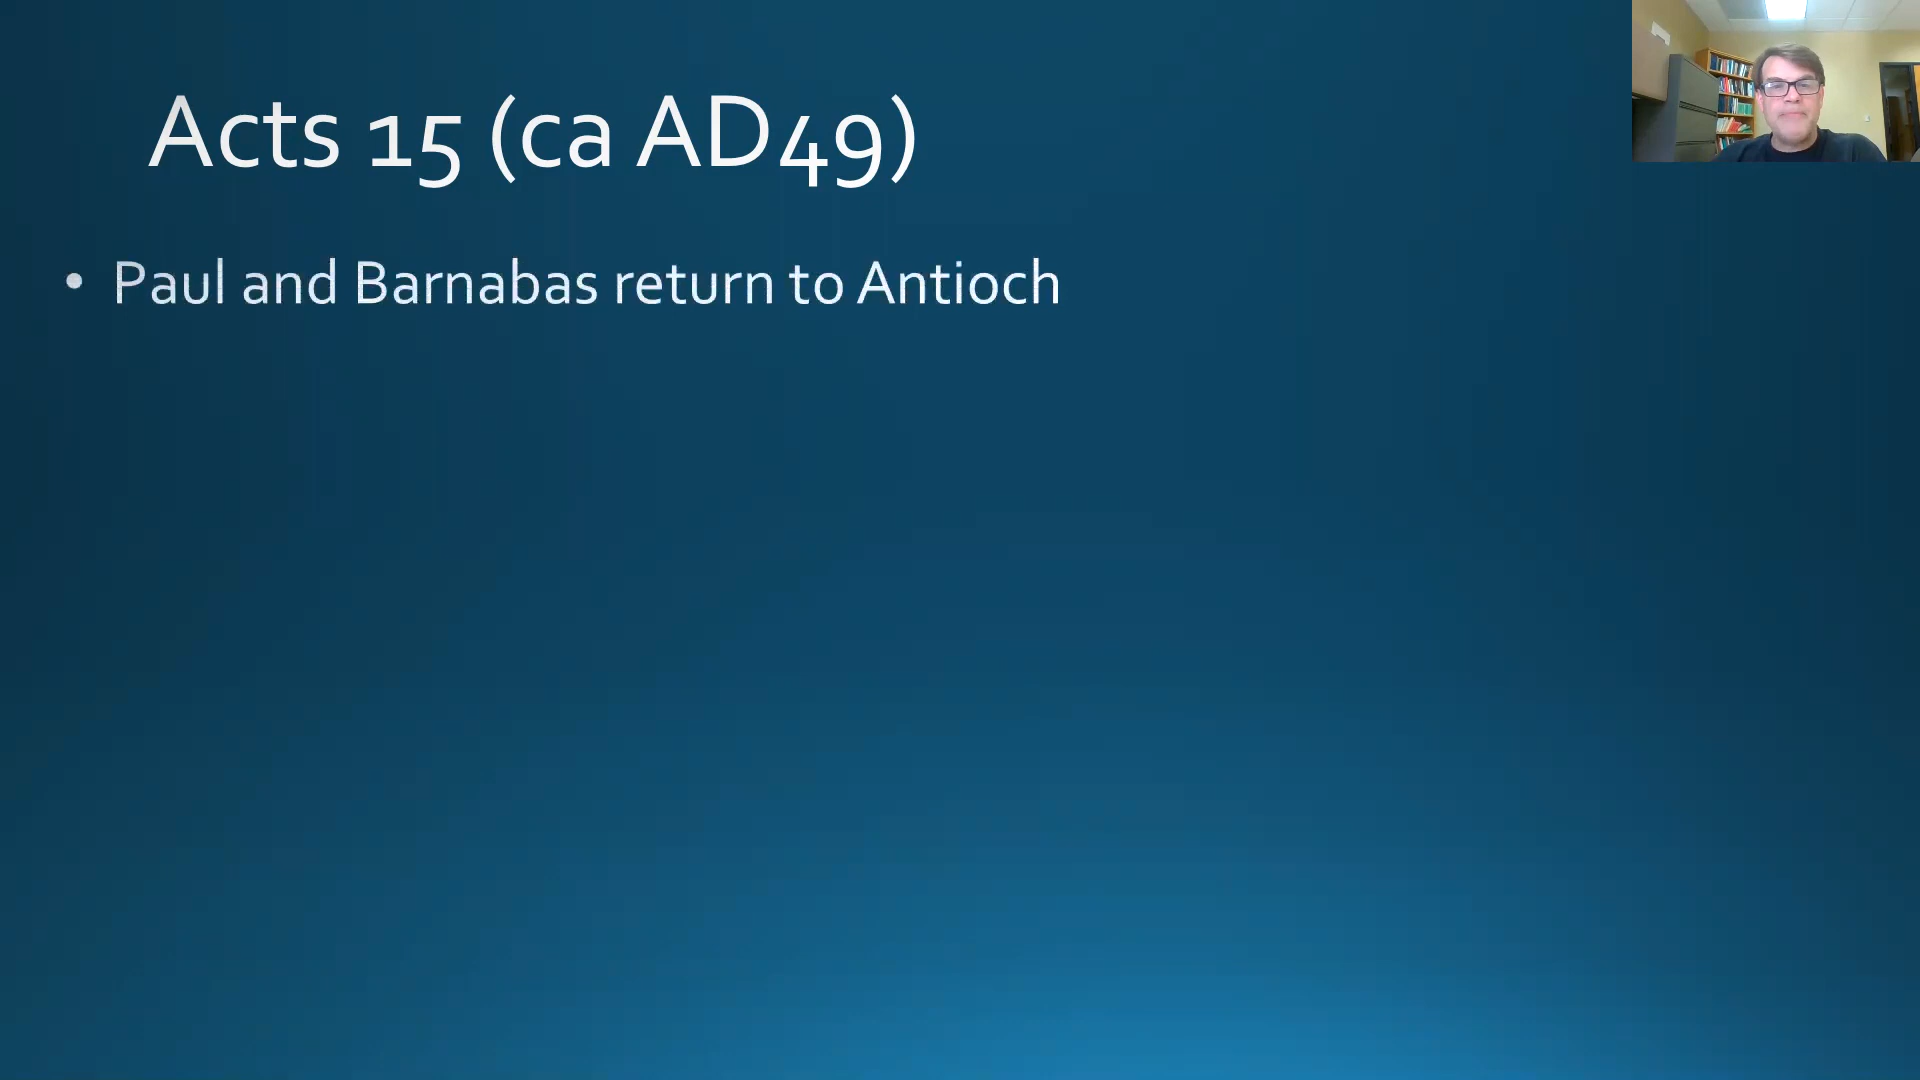 Acts 15 (ca AD49)
• Paul and Barnabas return to Antioch